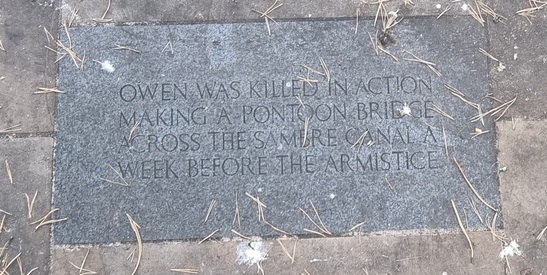 OWEN WAS KILLED IN ACTION
MAKING A PONTOON BRIDGE
ACROSS THE SAMBRE CANAL A
WEEK BEFORE THE ARMISTICE